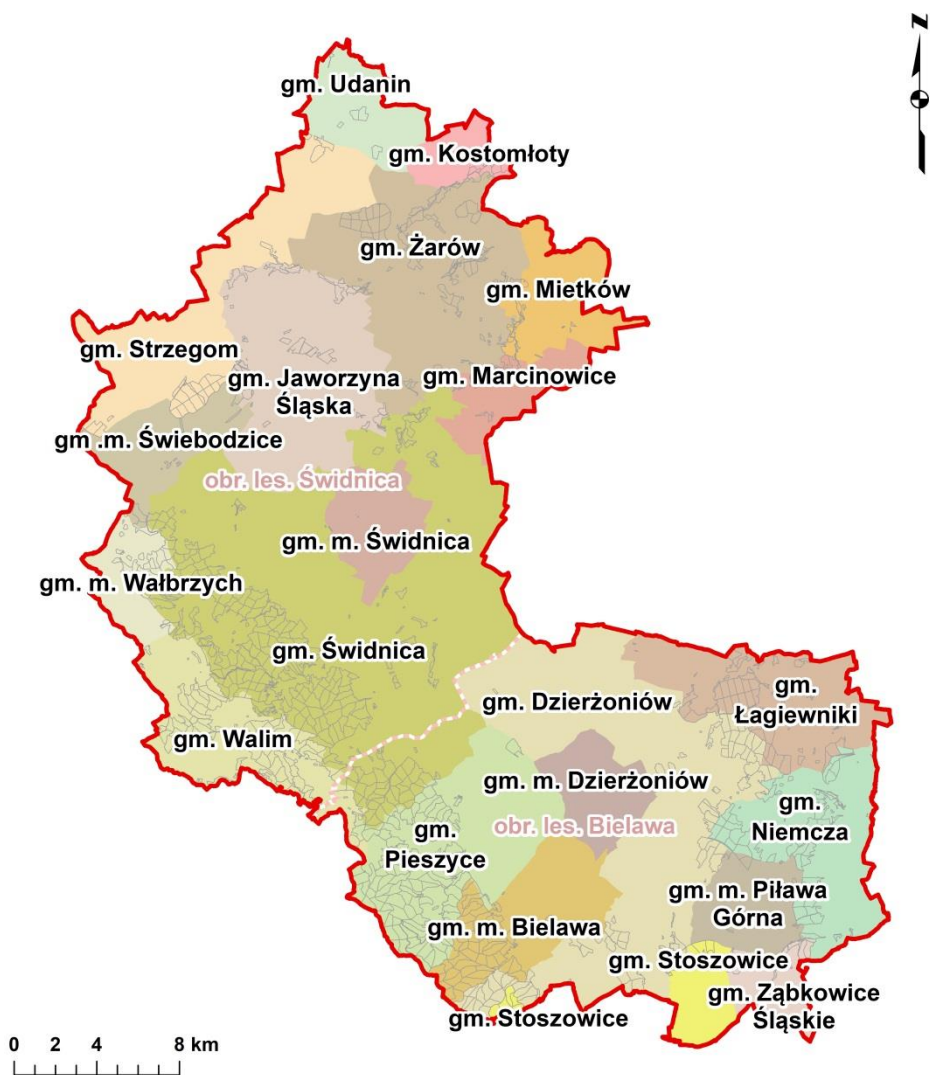 N
gm. Udanin
gm. Kostomłoty
gm. Żarów
gm. Mietków
gm. Strzegom
gm. Jaworzyna
Śląska
gm. Marcinowice
gm .m. Świebodzice
obr. les. Świdnica
gm. m. Świdnica
gm. m. Wałbrzych
gm. Świdnica
gm. Dzierżoniów
gm.
Łagiewniki
gm. Walim
gm. m. Dzierżoniów
obr. les. Bielawa
gm.
Niemcza
gm.
Pieszyce
gm. m. Piława
Górna
gm. m. Bielawa
gm. Stoszowice
gm. Ząbkowice
Śląskie
gm. Stoszowice
0 2 4 8 km